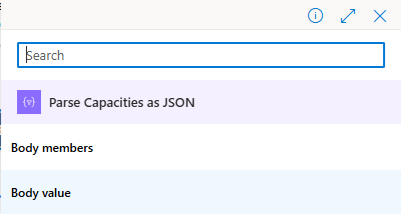 Search
Parse Capacities as JSON
Body members
Body value